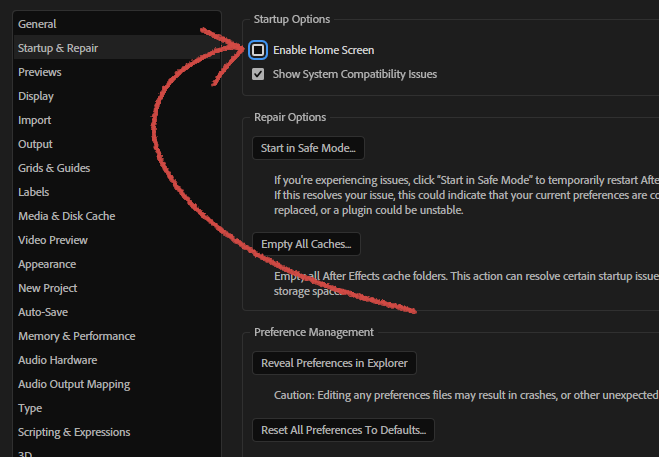 General
Startup & Repair
Previews
Display
Import
Output
Grids & Guides
Labels
Media & Disk Cache
Video Preview
Appearance
New Project
Auto-Save
Memory & Performance
Audio Hardware
Audio Output Mapping
Type
Scripting & Expressions
3D
Startup Options
Enable Home Screen
Show System Compatibility Issues
Repair Options
Start in Safe Mode...
If you're experiencing issues, click "Start in Safe Mode" to temporarily restart After
If this resolves your issue, this could indicate that your current preferences are co
replaced, or a plugin could be unstable.
Empty All Caches...
Empty all After Effects cache folders. This action can resolve certain startup issue
storage space.
Preference Management
Reveal Preferences in Explorer
Caution: Editing any preferences files may result in crashes, or other unexpected
Reset All Preferences To Defaults...